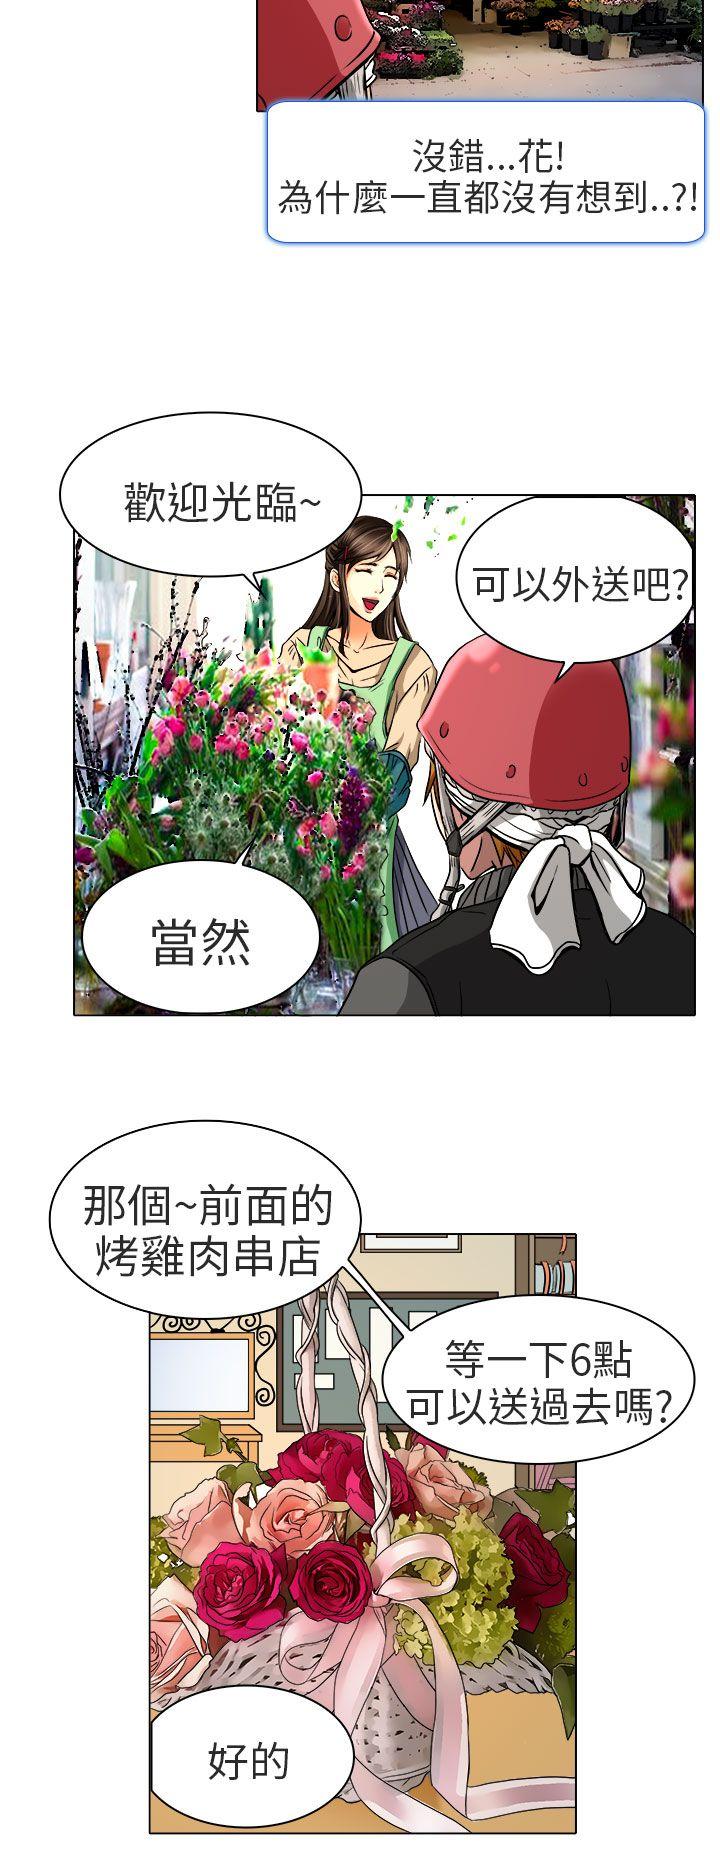 沒錯...花!
為什麼一直都沒有想到..?!
歡迎光臨~
可以外送吧?
當然
那個~前面的
烤雞肉串店
等一下6點
可以送過去嗎?
好的